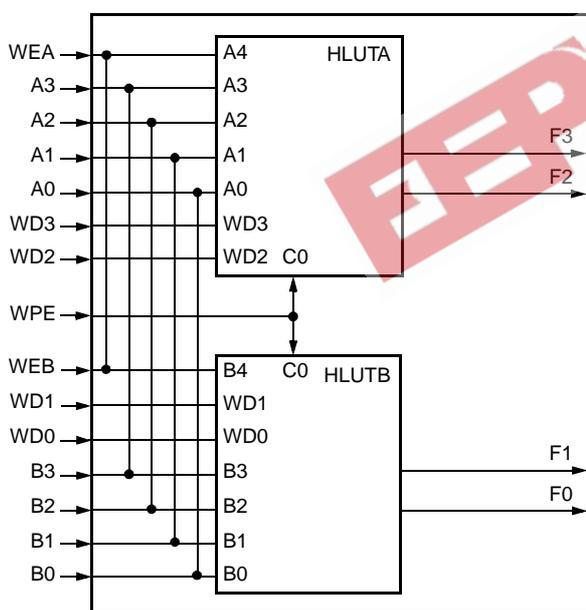 WEA
A3
A2
A1
A0
WD3
WD2
WPE
WEB
WD1
WD0
B3
B2
B1
B0
A4 HLUTA
A3
A2
A1
A0
WD3
WD2 C0
C0
B4 HLUTB
WD1
WD0
B3
B2
B1
B0
F3
F2
F1
F0
EEP